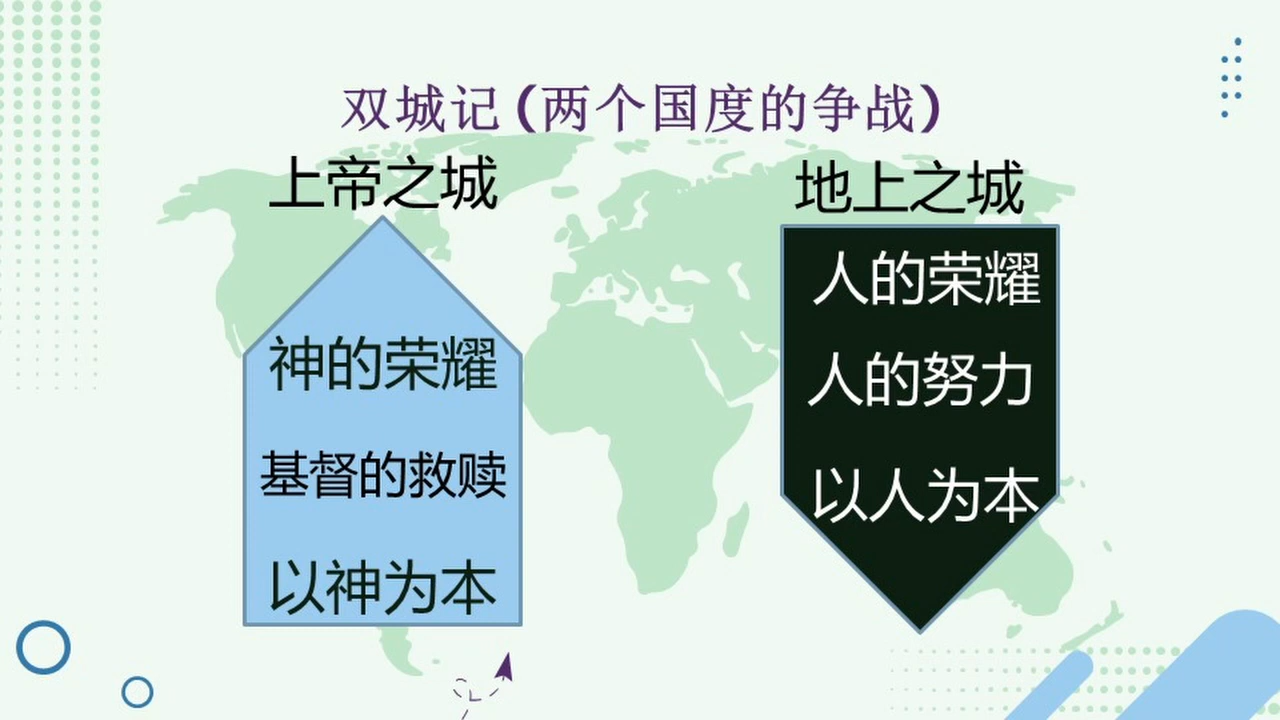 双城记(两个国度的争战)
上帝之城
神的荣耀
基督的救赎
以神为本
地上之城
人的荣耀
人的努力
以人为本